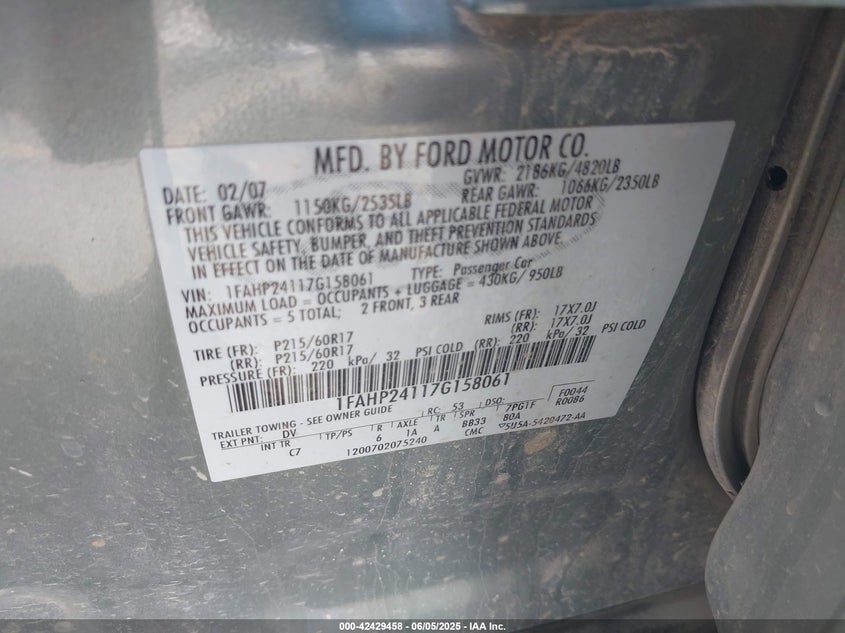 MFD. BY FORD MOTOR CO.
DATE: 02/07 GVWR: 2186KG/4820LB
FRONT GAWR: 1150KG/2535LB REAR GAWR: 1066KG/2350LB
THIS VEHICLE CONFORMS TO ALL APPLICABLE FEDERAL MOTOR
VEHICLE SAFETY, BUMPER, AND THEFT PREVENTION STANDARDS
IN EFFECT ON THE DATE OF MANUFACTURE SHOWN ABOVE.
VIN: 1FAHP24117G158061 TYPE: Passenger Car
MAXIMUM LOAD = OCCUPANTS + LUGGAGE = 430KG/ 950LB
OCCUPANTS = 5 TOTAL; 2 FRONT, 3 REAR
TIRE (FR): P215/60R17 RIMS (FR): 17X7.0J
(RR): P215/60R17 (RR): 17X7.0J
PRESSURE (FR): 220 kPa/ 32 PSI COLD (RR): 220 kPa/ 32 PSI COLD
1FAHP24117G158061
TRAILER TOWING - SEE OWNER GUIDE RC: 53 DSO: 7PG1F F0044
EXT PNT: DV TP/PS R AXLE TR SPR 80A R0086
INT TR C7 6 1A A BB33 CMC 5U5A-5420472-AA
1200702075240
000-42429458 - 06/05/2025 - IAA Inc.